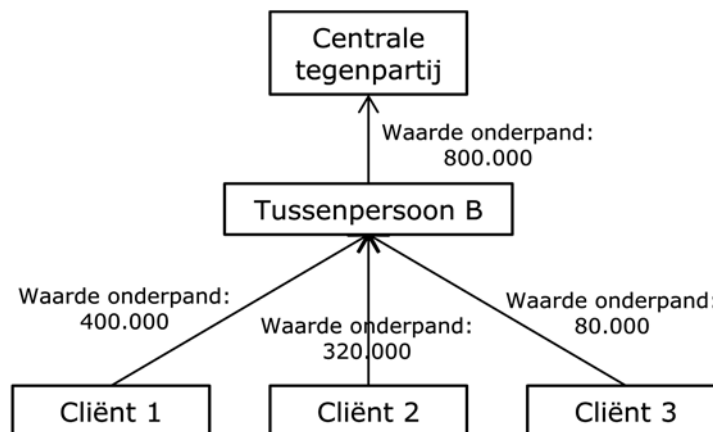 Centrale
tegenpartij
Waarde onderpand:
800.000
Tussenpersoon B
Waarde onderpand:
400.000
Waarde onderpand:
320.000
Waarde onderpand:
80.000
Cliënt 1
Cliënt 2
Cliënt 3